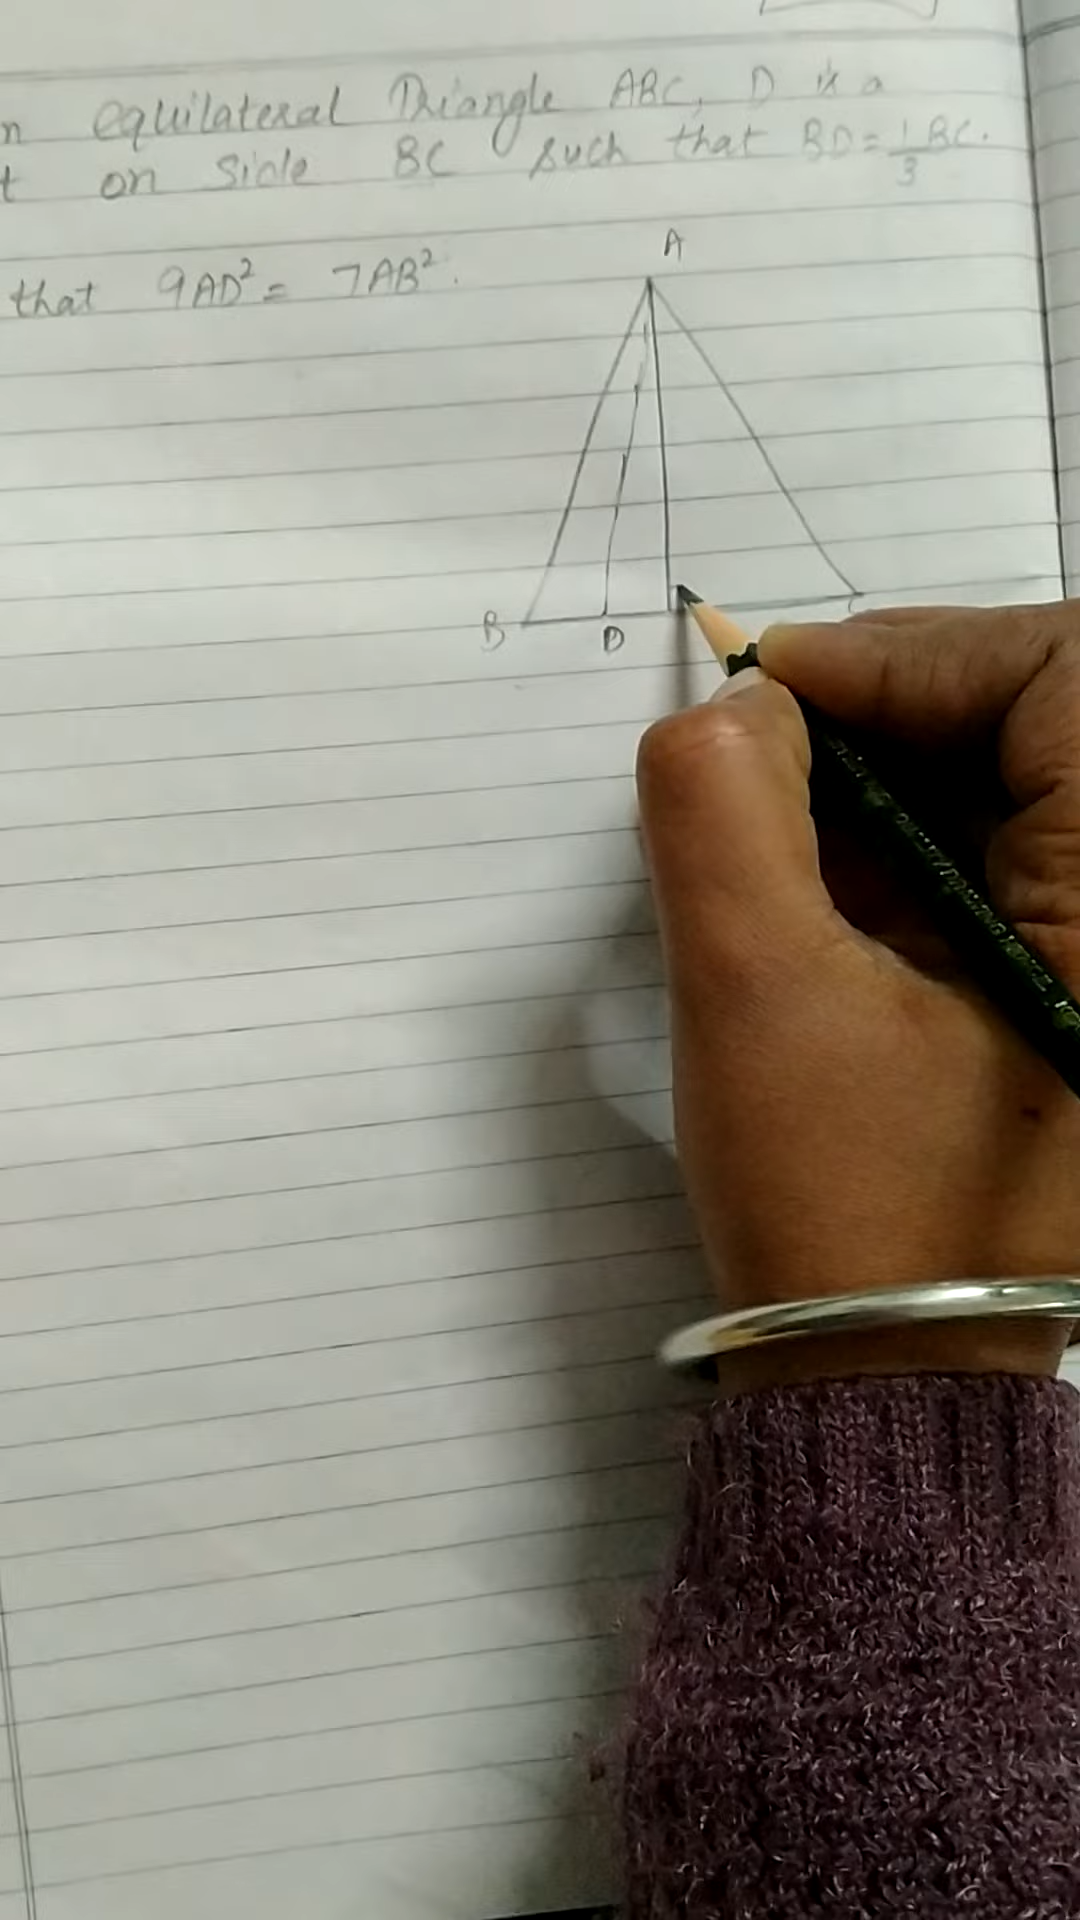 n equilateral Triangle ABC, D is a
t on side BC such that BD = 1/3 BC.
that 9AD² = 7AB².
A
B D C